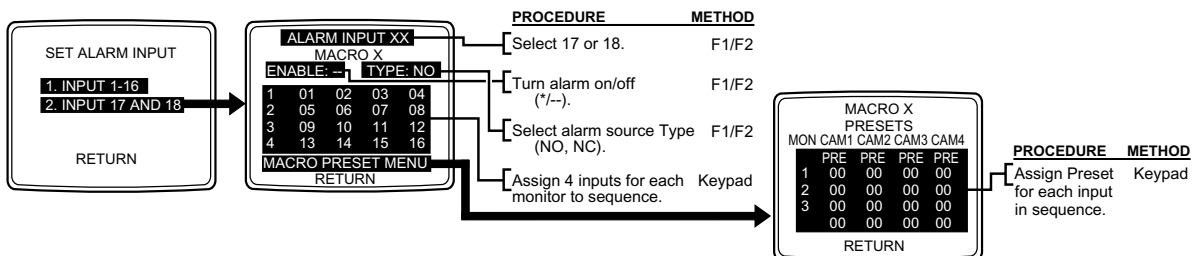 SET ALARM INPUT
1. INPUT 1-16
2. INPUT 17 AND 18
RETURN
ALARM INPUT XX
MACRO X
ENABLE: -- TYPE: NO
1 01 02 03 04
2 05 06 07 08
3 09 10 11 12
4 13 14 15 16
MACRO PRESET MENU
RETURN
PROCEDURE METHOD
Select 17 or 18. F1/F2
Turn alarm on/off F1/F2
(*/--).
Select alarm source Type F1/F2
(NO, NC).
Assign 4 inputs for each Keypad
monitor to sequence.
MACRO X
PRESETS
MON CAM1 CAM2 CAM3 CAM4
PRE PRE PRE PRE
1 00 00 00 00
2 00 00 00 00
3 00 00 00 00
00 00 00 00
RETURN
PROCEDURE METHOD
Assign Preset Keypad
for each input
in sequence.